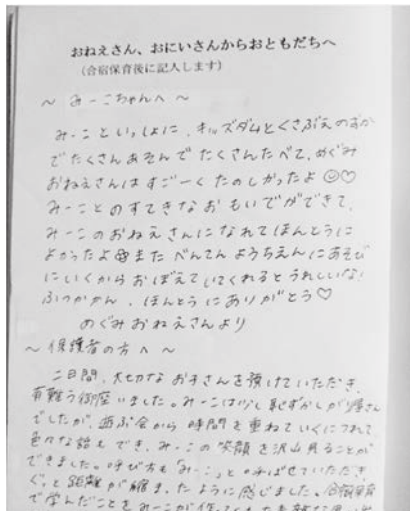 おねえさん、おにいさんからおともだちへ
(合宿保育後に記入します)
～ みーこちゃんへ ～
みーこといっしょに、キッズダムとくさぶえのおか
でたくさんあそんで たくさんたべて、めぐみ
おねえさんは すごーく たのしかったよ☺♡
みーことのすてきな おもいでができて、
みーこのおねえさんに なれて ほんとうに
よかったよ また べんてん ようちえんに あそび
にいくから おぼえて いてくれると うれしいな!
ふつかかん、ほんとうに ありがとう♡
めぐみ おねえさんより
～ 保護者の方へ ～
二日間、大切な お子さんを 預けていただき、
有難う御座いました。みーこは少し恥ずかしが り屋さん
でしたが、遊ぶ会から 時間を 重ねていくにつれて
色々な話も でき、みーこの 笑顔を 沢山見ることが
できました。呼び方も「みーこ」と 呼ばせていただき
ぐっと 距離が 縮まったように 感じました。合宿保育
で学んだことを みーこが